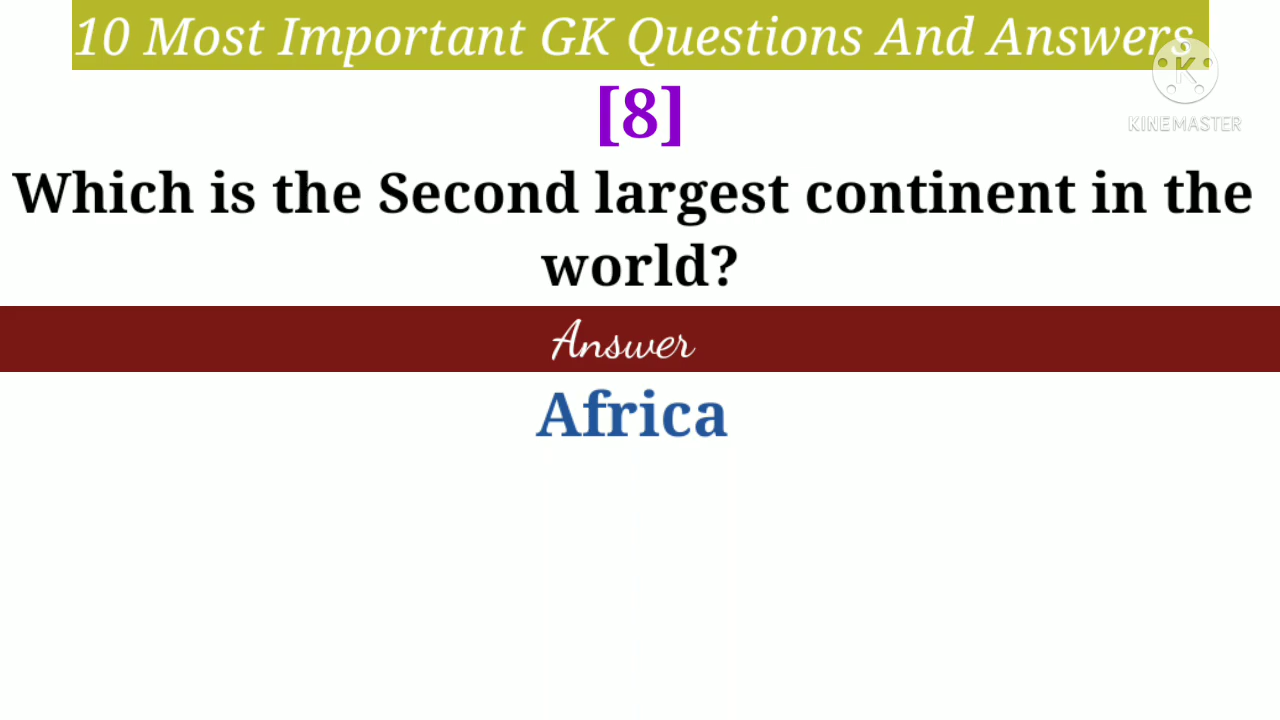 10 Most Important GK Questions And Answers
K
KINEMASTER
[8]
Which is the Second largest continent in the
world?
Answer
Africa